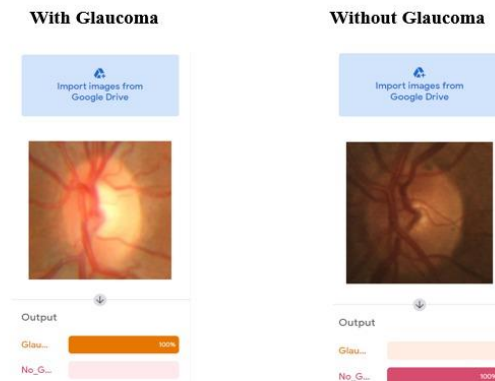 With Glaucoma
Import images from
Google Drive
Output
Glau...
100%
No_G...
Without Glaucoma
Import images from
Google Drive
Output
Glau...
No_G...
100%